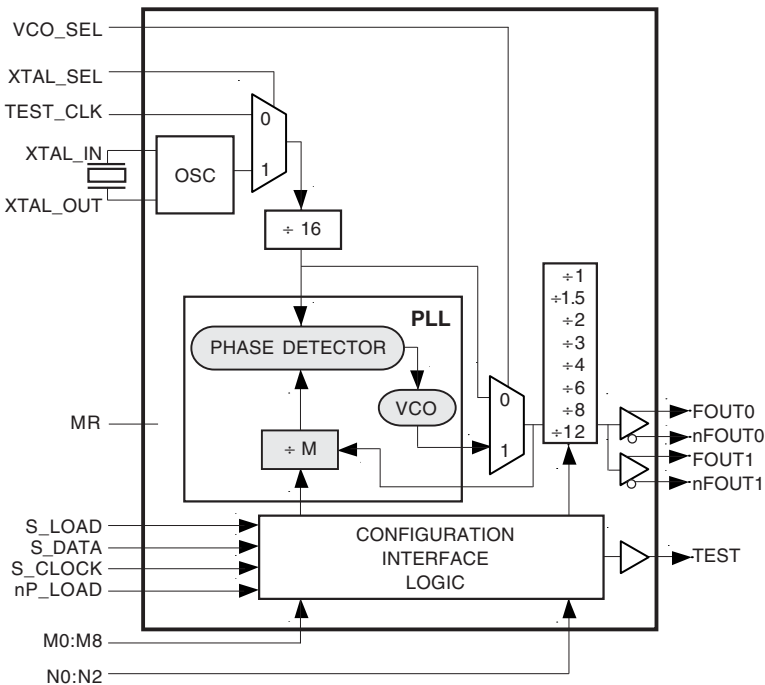 VCO_SEL
XTAL_SEL
TEST_CLK
0
XTAL_IN
OSC
1
XTAL_OUT
÷ 16
÷1
÷1.5
÷2
÷3
÷4
÷6
÷8
÷12
PLL
PHASE DETECTOR
VCO
0
1
÷ M
MR
FOUT0
nFOUT0
FOUT1
nFOUT1
S_LOAD
S_DATA
S_CLOCK
nP_LOAD
CONFIGURATION
INTERFACE
LOGIC
TEST
M0:M8
N0:N2